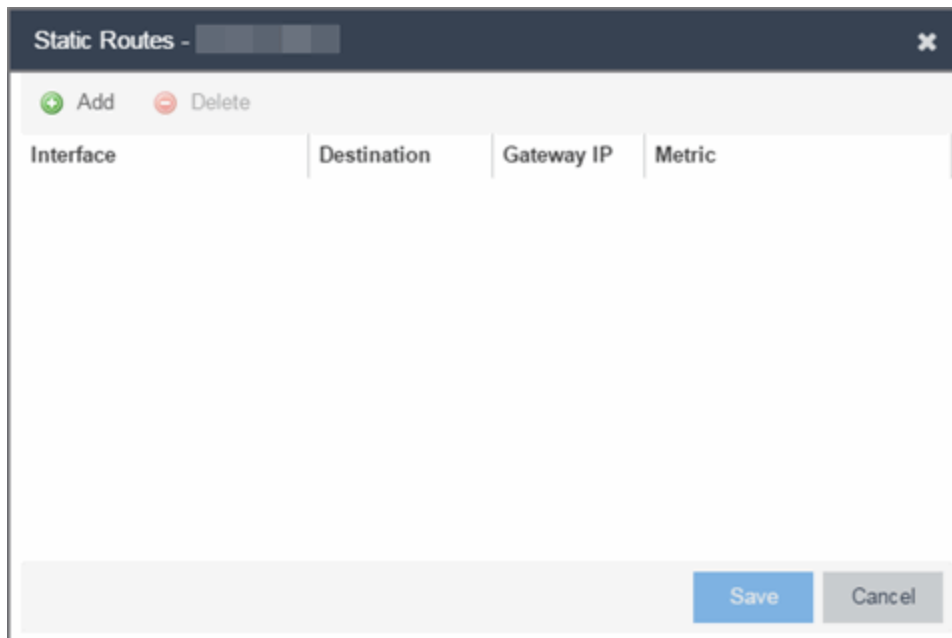 Static Routes -
Add Delete
Interface Destination Gateway IP Metric
Save Cancel